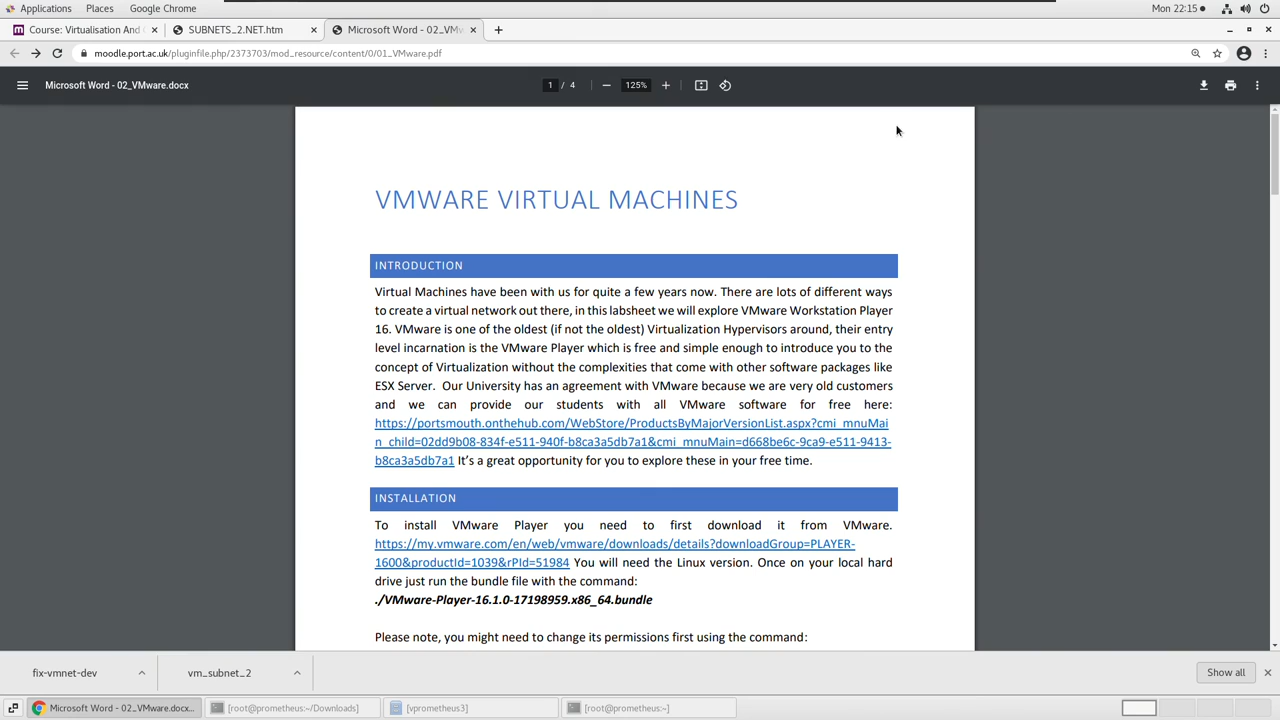 Applications Places Google Chrome Mon 22:15
Course: Virtualisation And C
SUBNETS_2.NET.htm
Microsoft Word - 02_VMw
moodle.port.ac.uk/pluginfile.php/2373703/mod_resource/content/0/01_VMware.pdf
Microsoft Word - 02_VMware.docx 1 / 4 125%
VMWARE VIRTUAL MACHINES
INTRODUCTION
Virtual Machines have been with us for quite a few years now. There are lots of different ways
to create a virtual network out there, in this labsheet we will explore VMware Workstation Player
16. VMware is one of the oldest (if not the oldest) Virtualization Hypervisors around, their entry
level incarnation is the VMware Player which is free and simple enough to introduce you to the
concept of Virtualization without the complexities that come with other software packages like
ESX Server. Our University has an agreement with VMware because we are very old customers
and we can provide our students with all VMware software for free here:
https://portsmouth.onthehub.com/WebStore/ProductsByMajorVersionList.aspx?cmi_mnuMai
n_child=02dd9b08-834f-e511-940f-b8ca3a5db7a1&cmi_mnuMain=d668be6c-9ca9-e511-9413-
b8ca3a5db7a1 It's a great opportunity for you to explore these in your free time.
INSTALLATION
To install VMware Player you need to first download it from VMware.
https://my.vmware.com/en/web/vmware/downloads/details?downloadGroup=PLAYER-
1600&productId=1039&rPId=51984 You will need the Linux version. Once on your local hard
drive just run the bundle file with the command:
./VMware-Player-16.1.0-17198959.x86_64.bundle
Please note, you might need to change its permissions first using the command:
fix-vmnet-dev vm_subnet_2 Show all
Microsoft Word - 02_VMware.docx... [root@prometheus:~/Downloads] [vprometheus3] [root@prometheus:~]